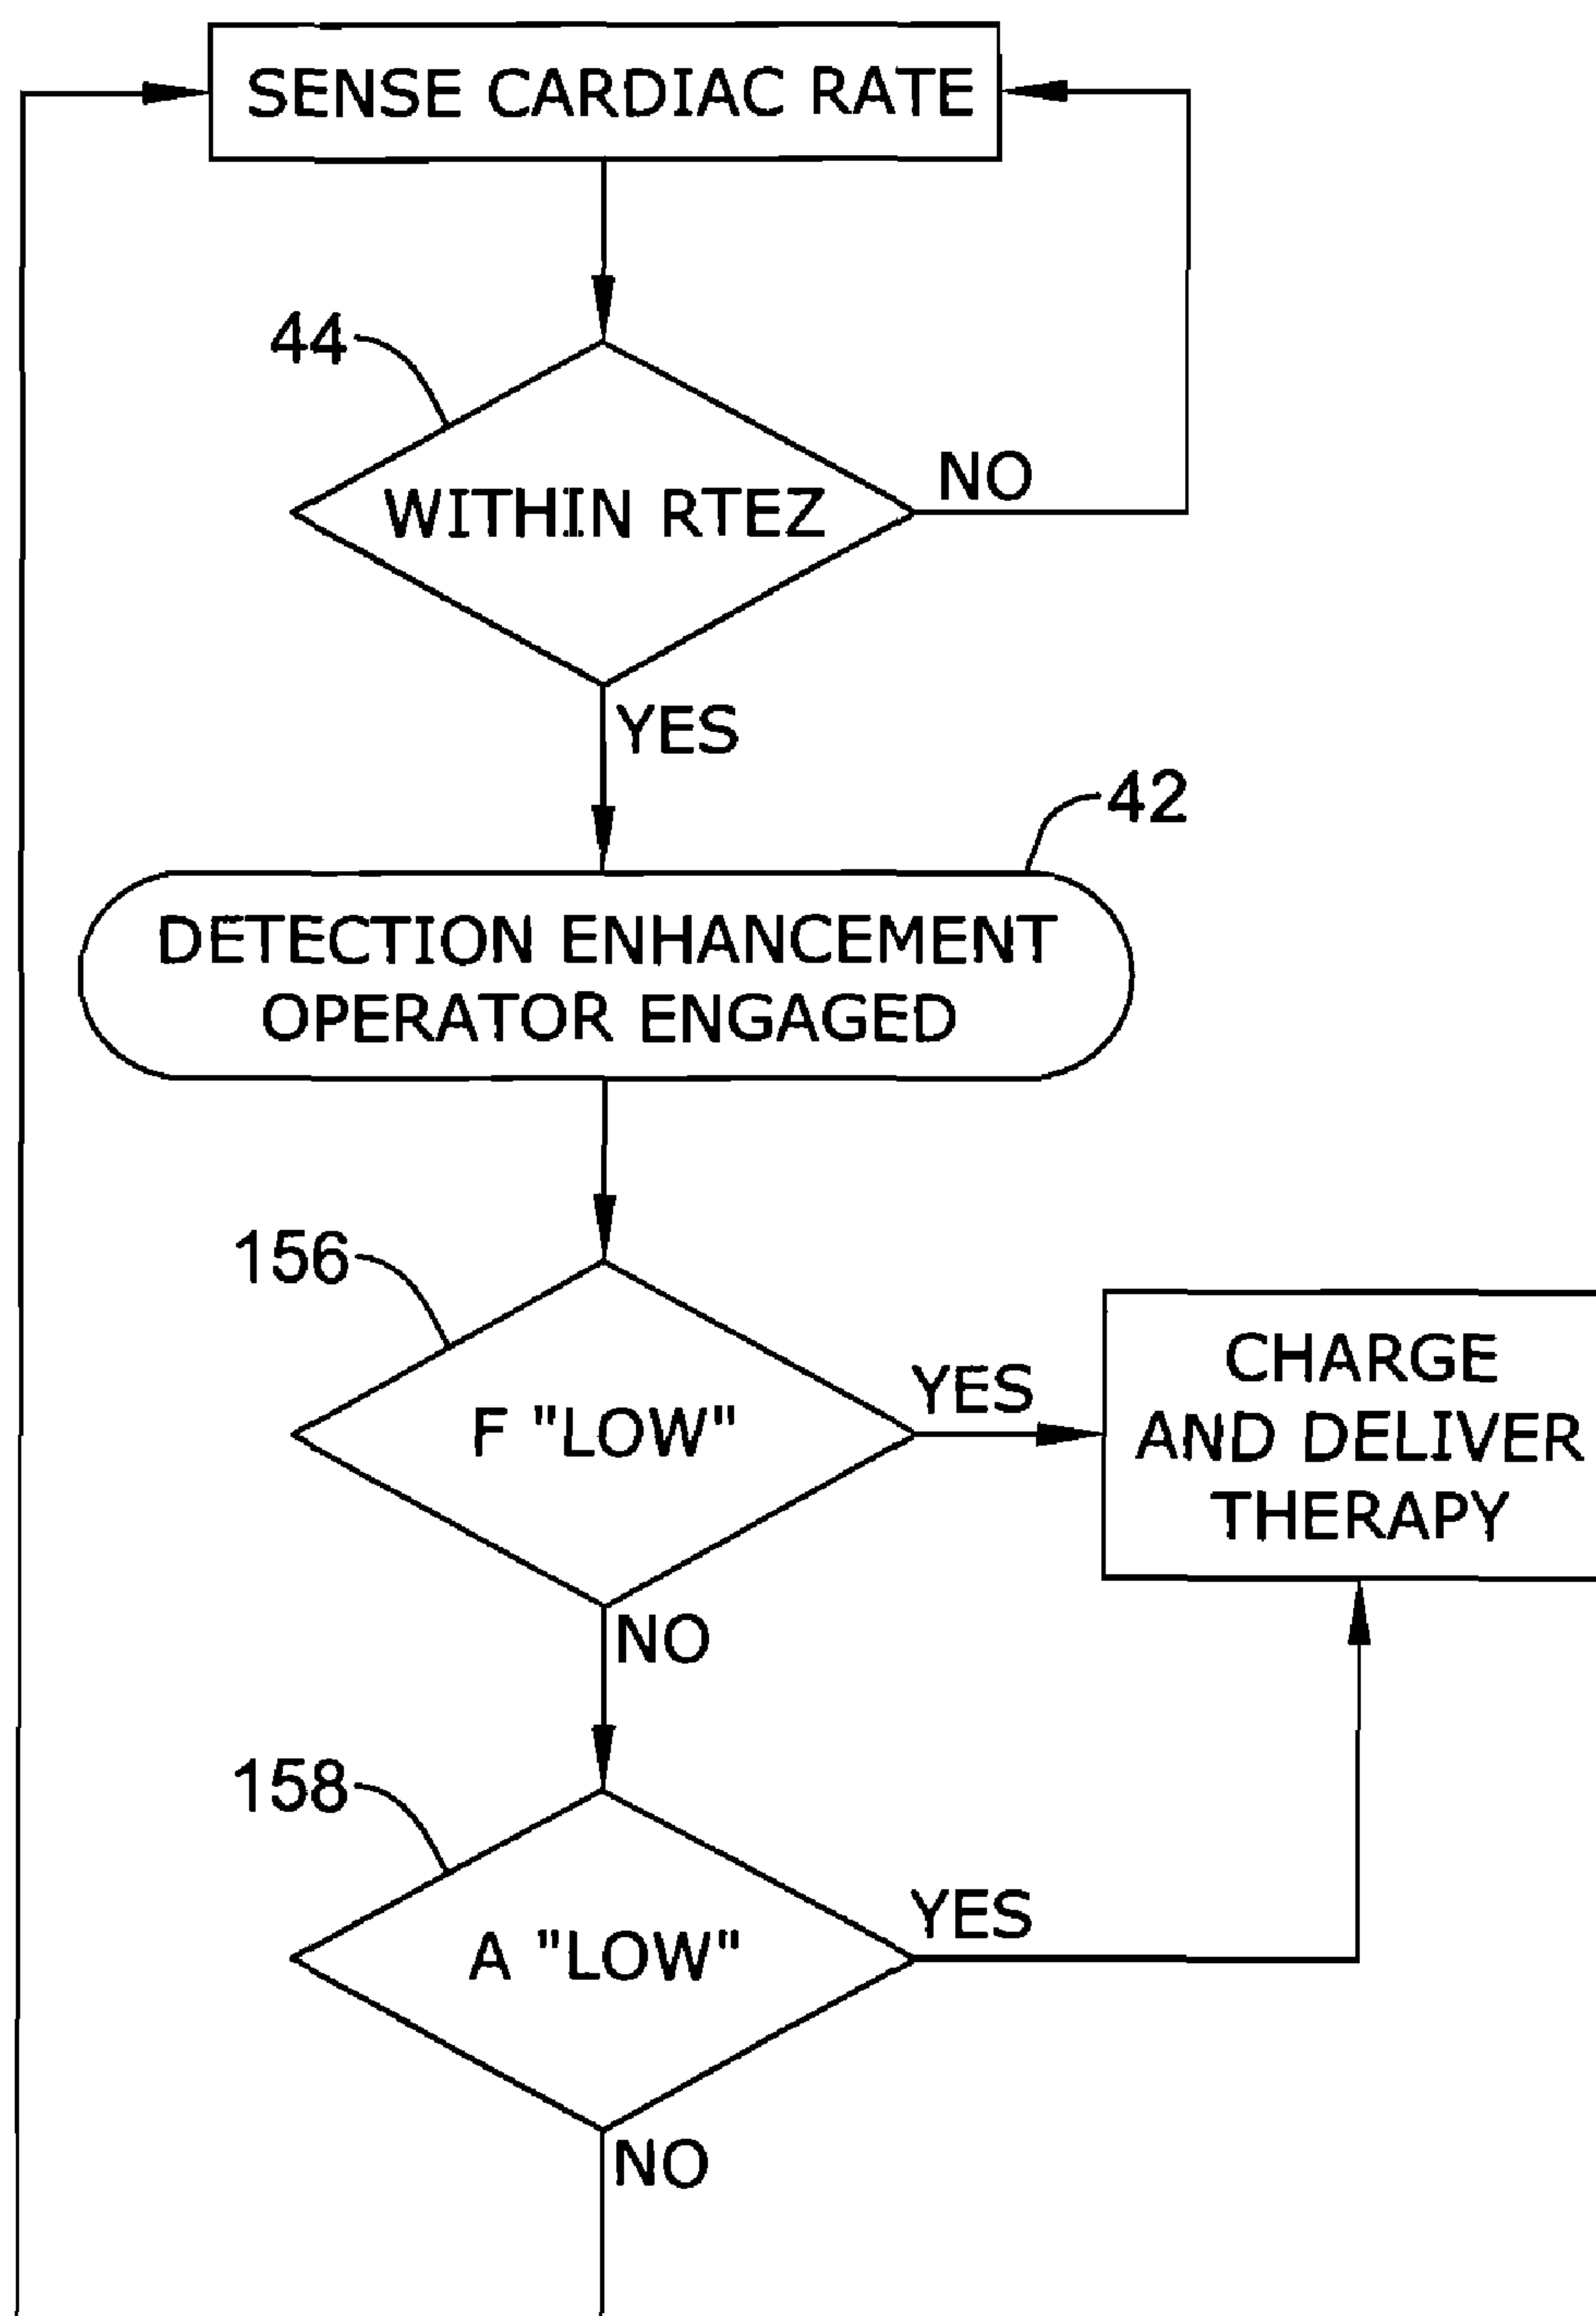 SENSE CARDIAC RATE
44
WITHIN RTEZ
NO
YES
42
DETECTION ENHANCEMENT
OPERATOR ENGAGED
156
F "LOW"
YES
CHARGE
AND DELIVER
THERAPY
NO
158
A "LOW"
YES
NO